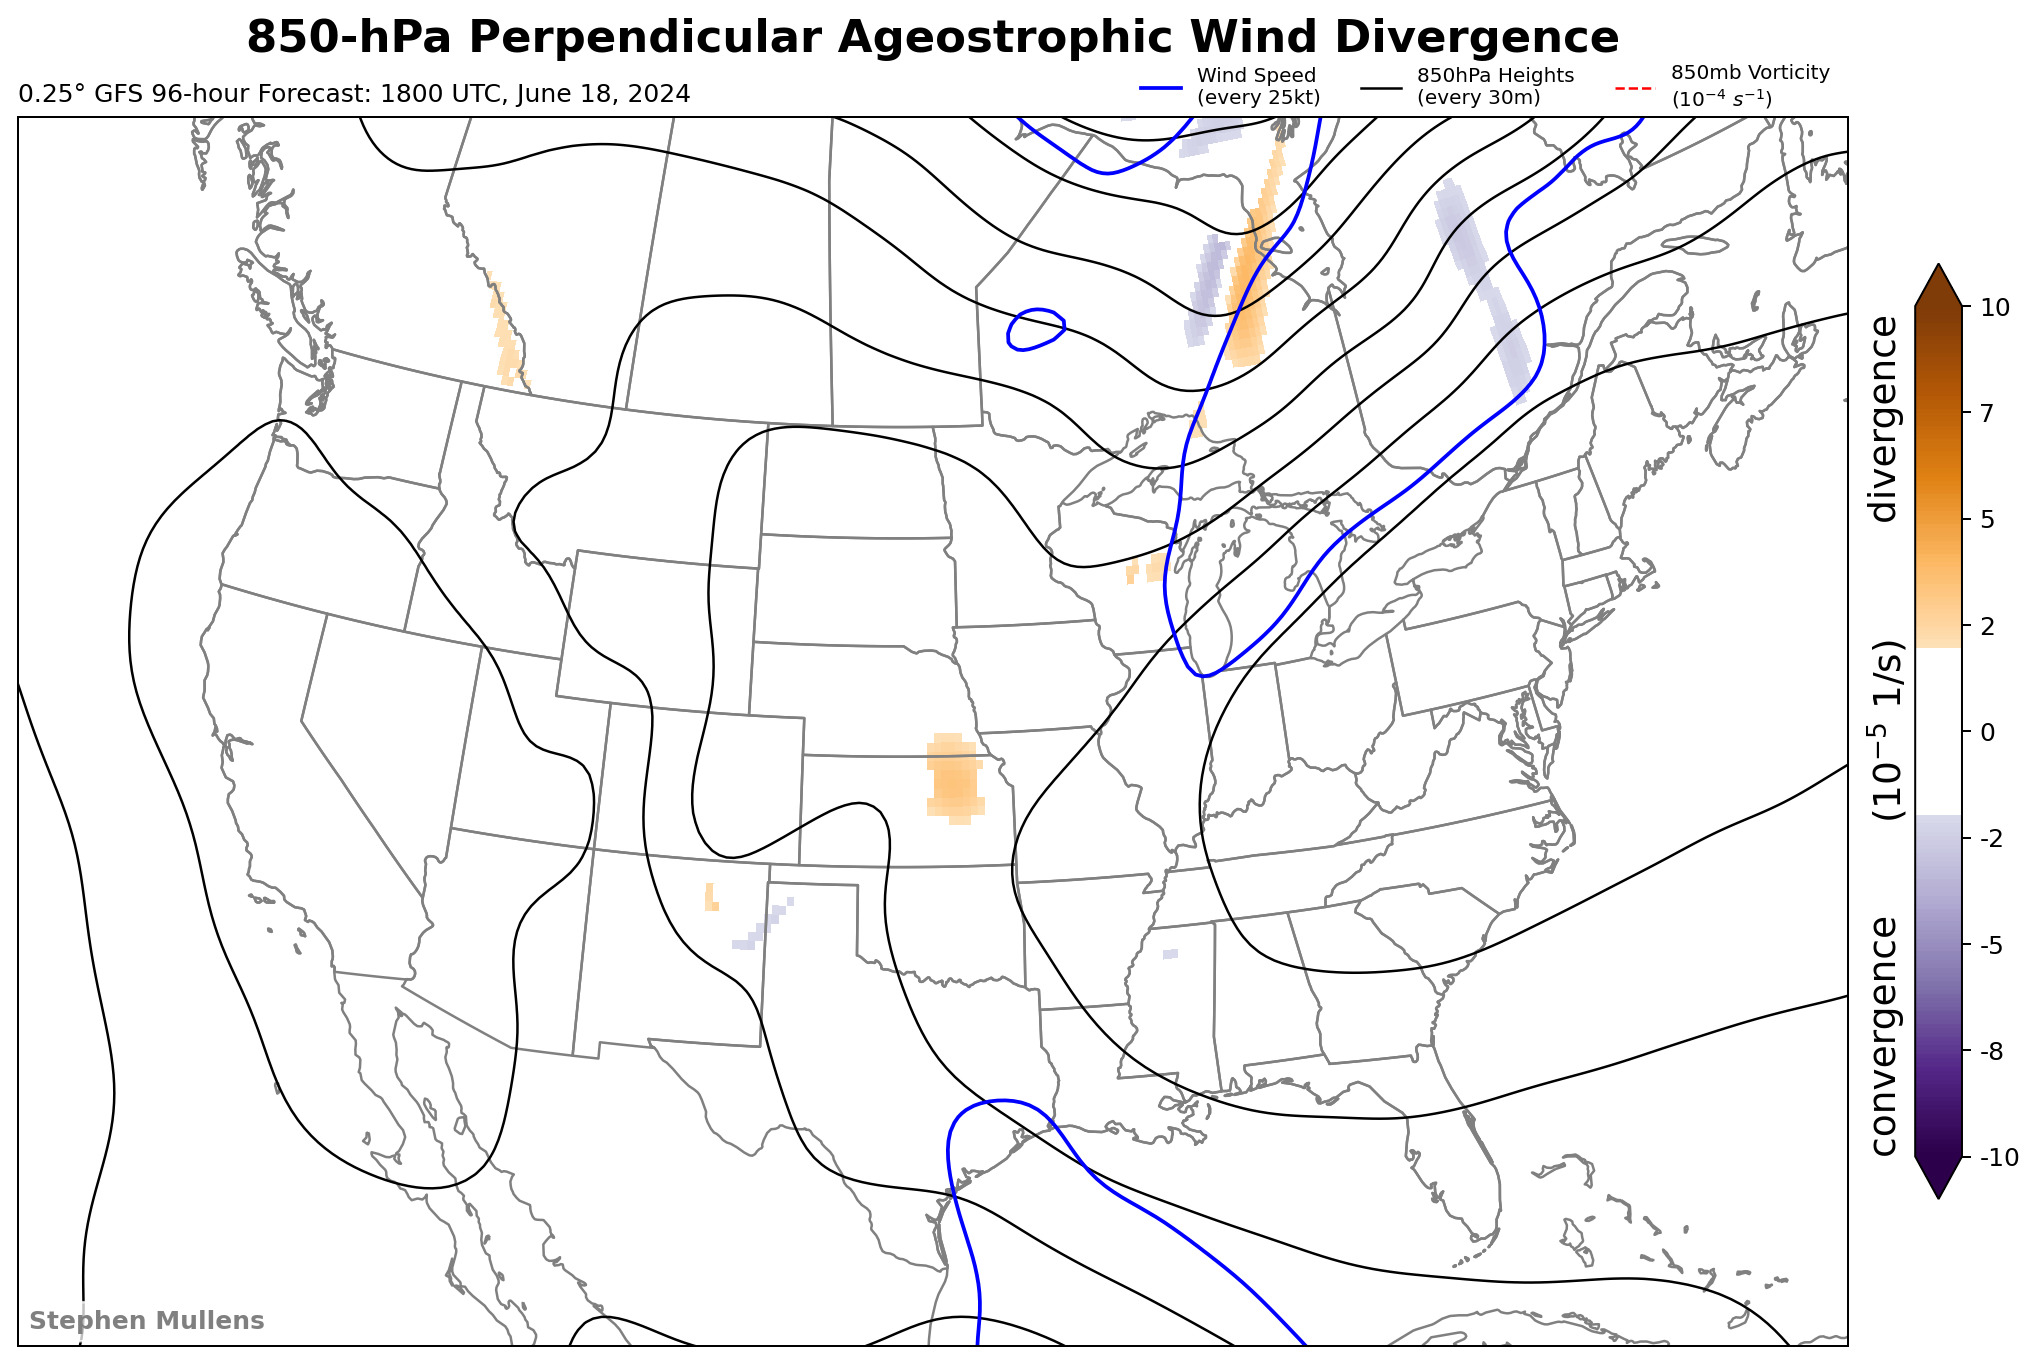 850-hPa Perpendicular Ageostrophic Wind Divergence
0.25° GFS 96-hour Forecast: 1800 UTC, June 18, 2024
Wind Speed
(every 25kt)
850hPa Heights
(every 30m)
850mb Vorticity
(10⁻⁴ s⁻¹)
10
7
5
2
0
-2
-5
-8
-10
convergence (10⁻⁵ 1/s) divergence
Stephen Mullens